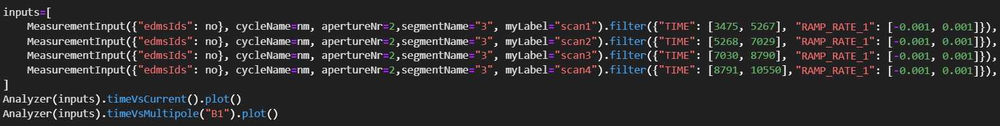 inputs=[
    MeasurementInput({"edmsIds": no}, cycleName=nm, apertureNr=2,segmentName="3", myLabel="scan1").filter({"TIME": [3475, 5267], "RAMP_RATE_1": [-0.001, 0.001]}),
    MeasurementInput({"edmsIds": no}, cycleName=nm, apertureNr=2,segmentName="3", myLabel="scan2").filter({"TIME": [5268, 7029], "RAMP_RATE_1": [-0.001, 0.001]}),
    MeasurementInput({"edmsIds": no}, cycleName=nm, apertureNr=2,segmentName="3", myLabel="scan3").filter({"TIME": [7030, 8790], "RAMP_RATE_1": [-0.001, 0.001]}),
    MeasurementInput({"edmsIds": no}, cycleName=nm, apertureNr=2,segmentName="3", myLabel="scan4").filter({"TIME": [8791, 10550],"RAMP_RATE_1": [-0.001, 0.001]}),
]
Analyzer(inputs).timeVsCurrent().plot()
Analyzer(inputs).timeVsMultipole("B1").plot()